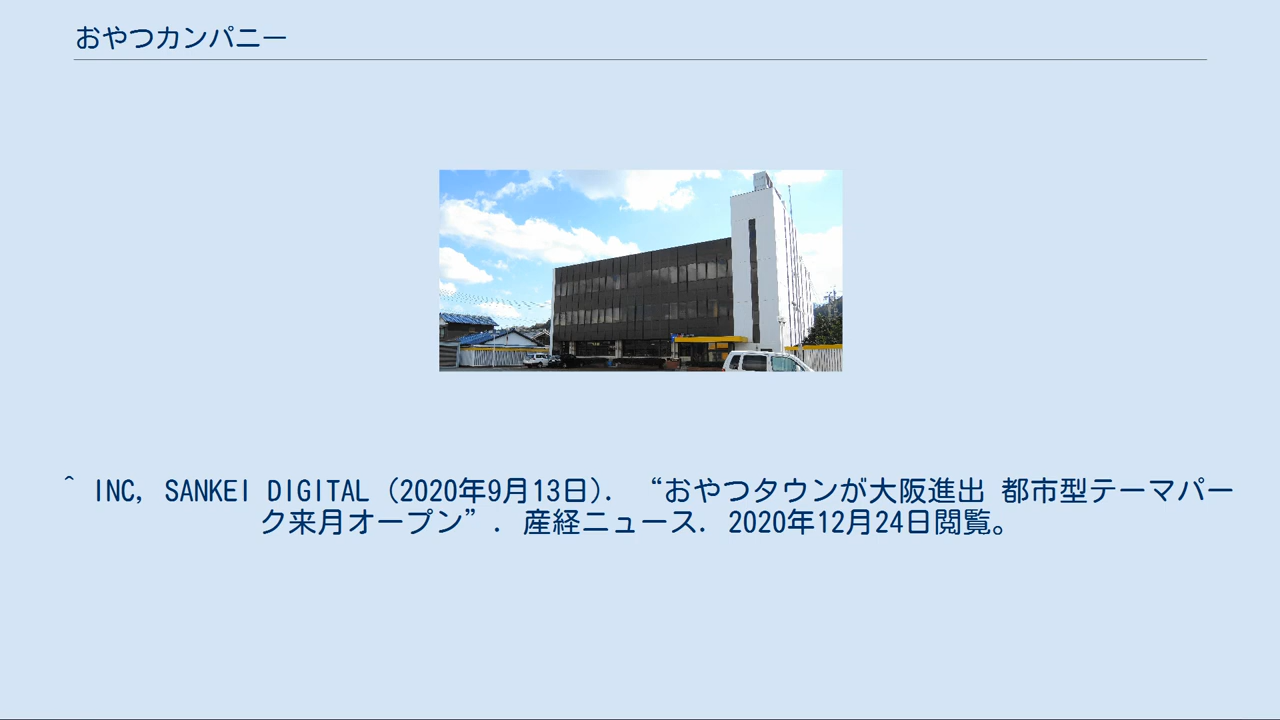 おやつカンパニー
^ INC, SANKEI DIGITAL (2020年9月13日). “おやつタウンが大阪進出 都市型テーマパー
ク来月オープン”. 産経ニュース. 2020年12月24日閲覧。